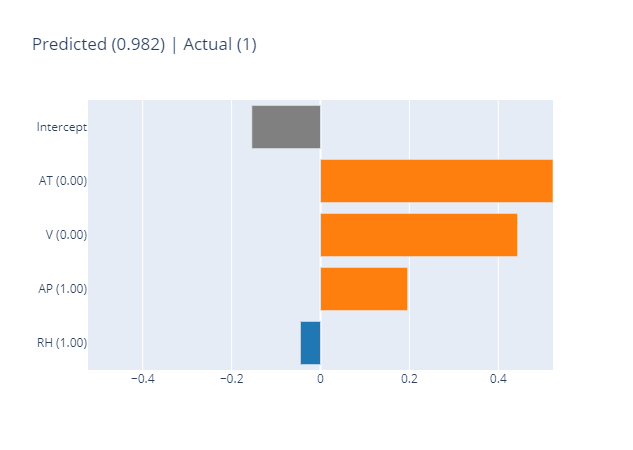 Predicted (0.982) | Actual (1)
Intercept
AT (0.00)
V (0.00)
AP (1.00)
RH (1.00)
−0.4 −0.2 0 0.2 0.4